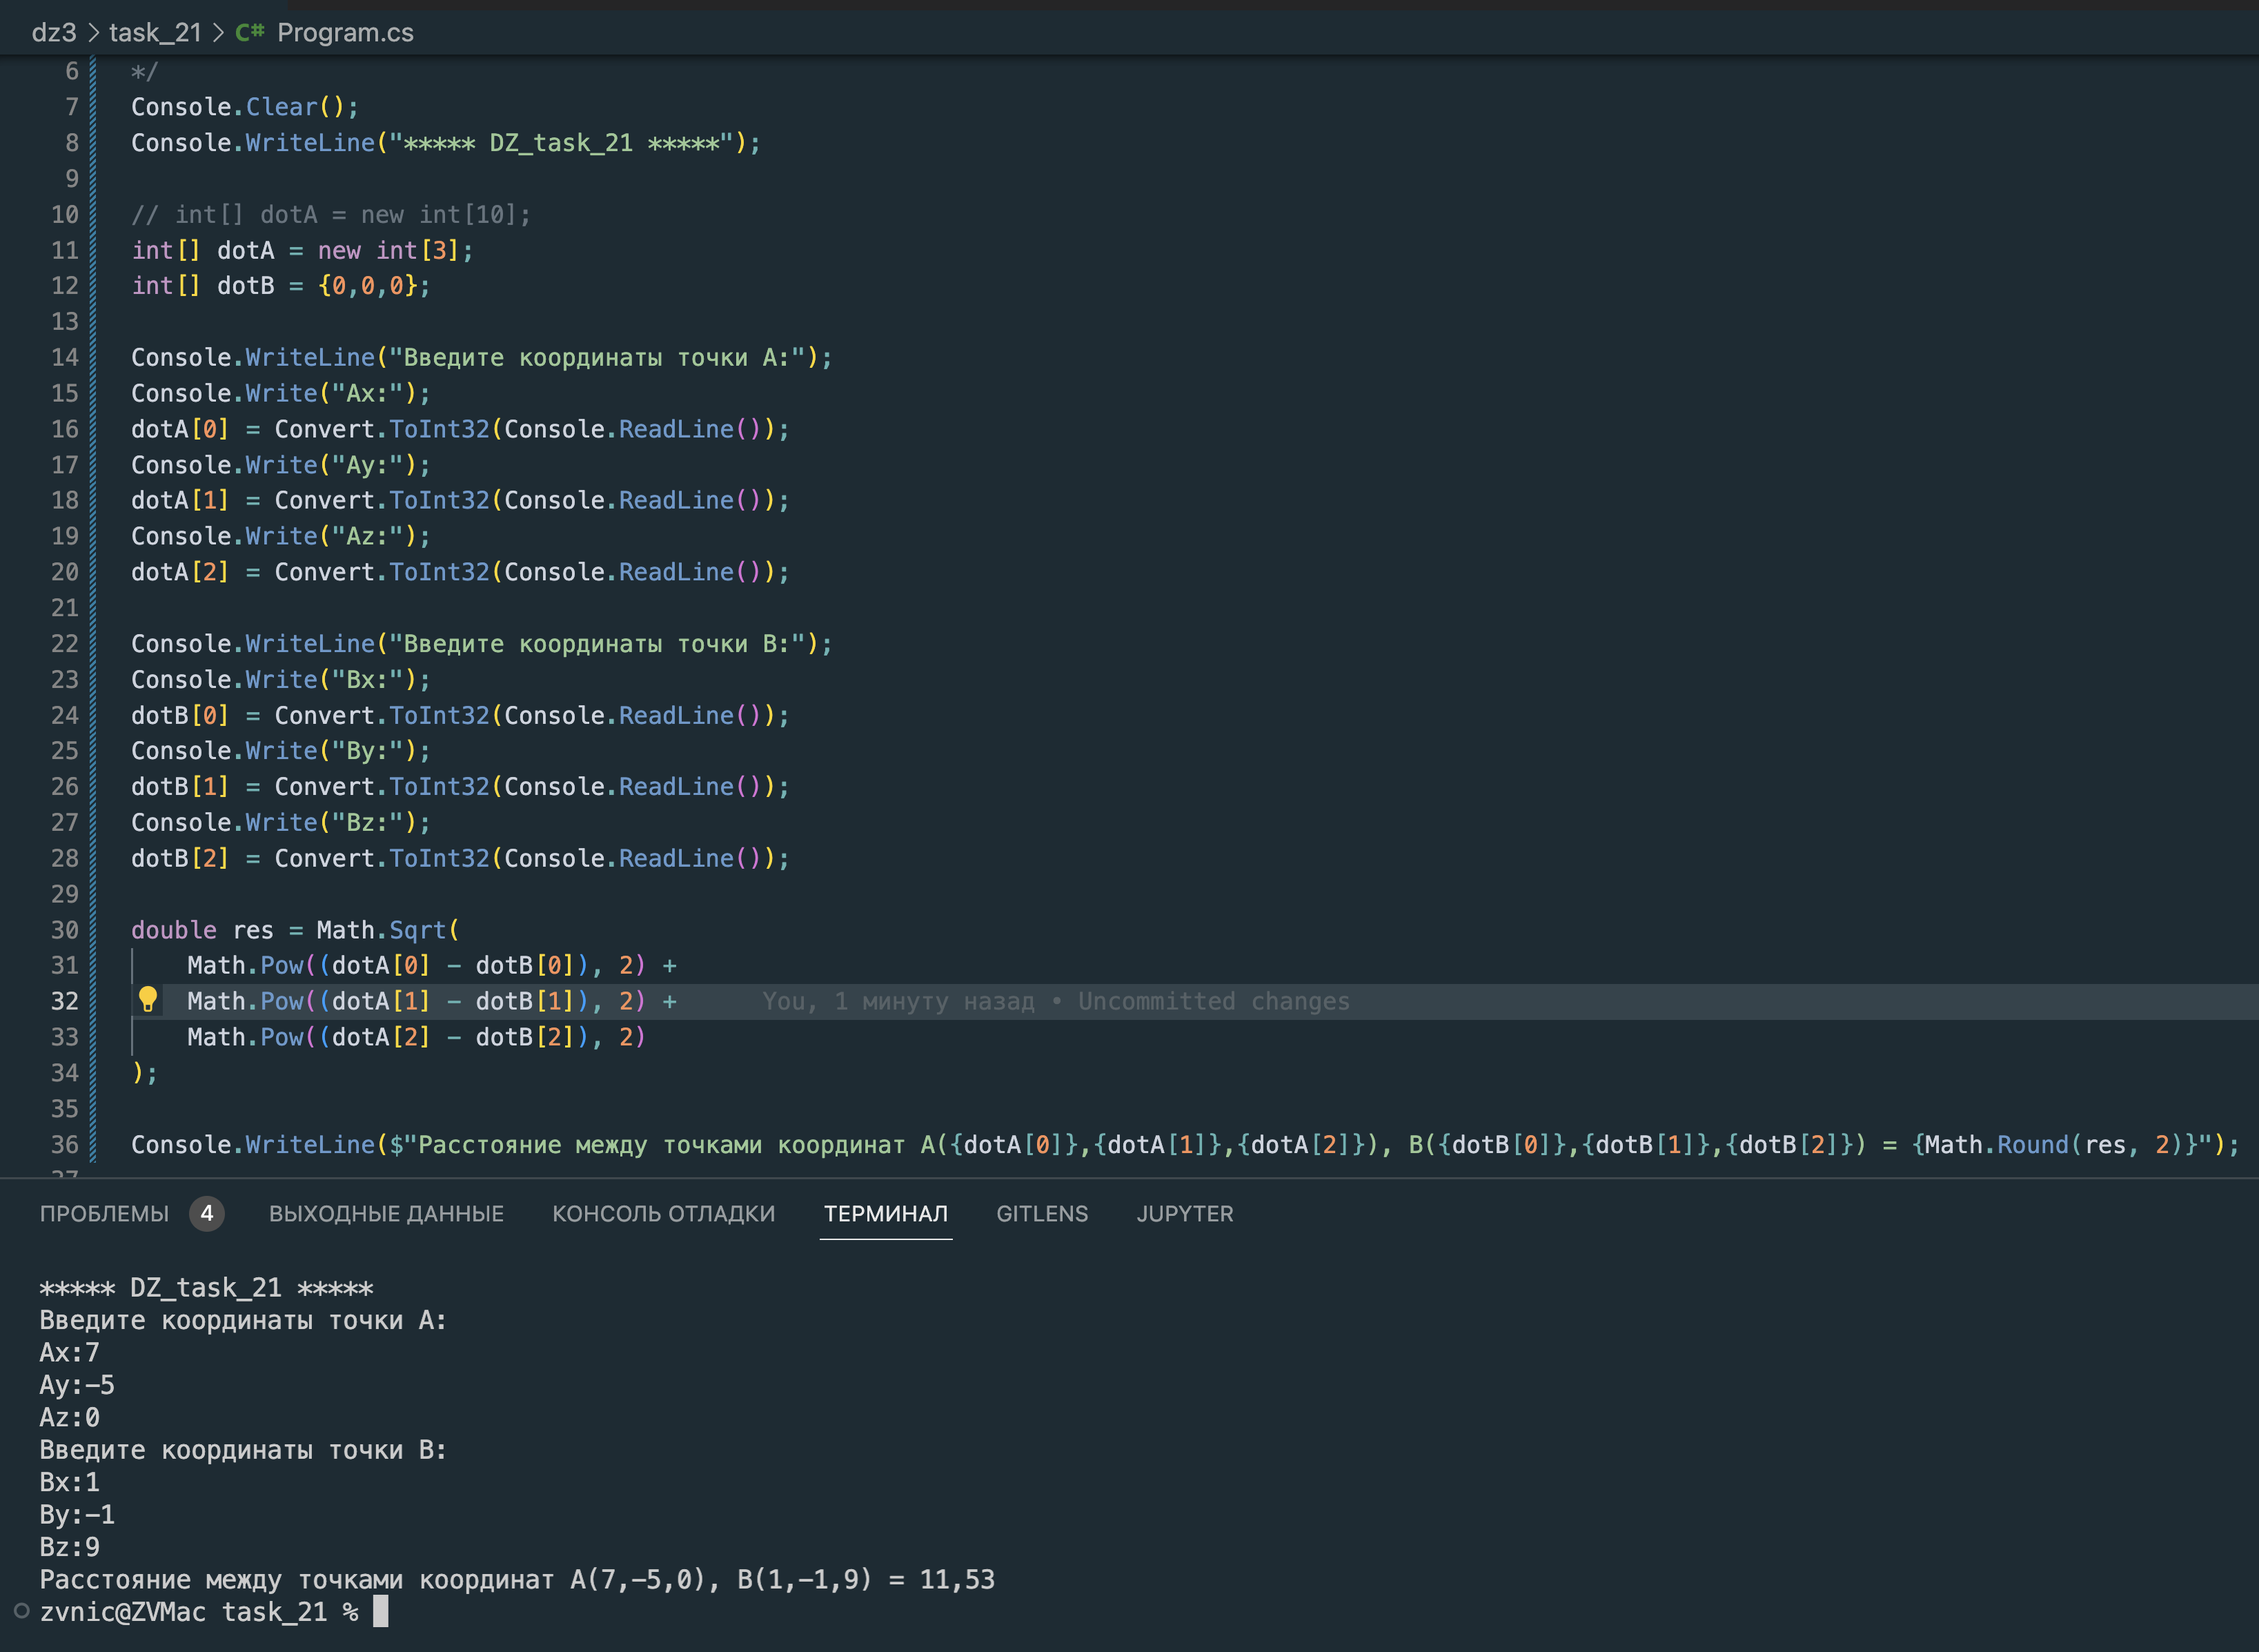 dz3 > task_21 > C# Program.cs
6 */
7 Console.Clear();
8 Console.WriteLine("***** DZ_task_21 *****");
9
10 // int[] dotA = new int[10];
11 int[] dotA = new int[3];
12 int[] dotB = {0,0,0};
13
14 Console.WriteLine("Введите координаты точки A:");
15 Console.Write("Ax:");
16 dotA[0] = Convert.ToInt32(Console.ReadLine());
17 Console.Write("Ay:");
18 dotA[1] = Convert.ToInt32(Console.ReadLine());
19 Console.Write("Az:");
20 dotA[2] = Convert.ToInt32(Console.ReadLine());
21
22 Console.WriteLine("Введите координаты точки B:");
23 Console.Write("Bx:");
24 dotB[0] = Convert.ToInt32(Console.ReadLine());
25 Console.Write("By:");
26 dotB[1] = Convert.ToInt32(Console.ReadLine());
27 Console.Write("Bz:");
28 dotB[2] = Convert.ToInt32(Console.ReadLine());
29
30 double res = Math.Sqrt(
31 Math.Pow((dotA[0] - dotB[0]), 2) +
32 Math.Pow((dotA[1] - dotB[1]), 2) + You, 1 минуту назад • Uncommitted changes
33 Math.Pow((dotA[2] - dotB[2]), 2)
34 );
35
36 Console.WriteLine($"Расстояние между точками координат A({dotA[0]},{dotA[1]},{dotA[2]}), B({dotB[0]},{dotB[1]},{dotB[2]}) = {Math.Round(res, 2)}");
37
ПРОБЛЕМЫ 4 ВЫХОДНЫЕ ДАННЫЕ КОНСОЛЬ ОТЛАДКИ ТЕРМИНАЛ GITLENS JUPYTER
***** DZ_task_21 *****
Введите координаты точки A:
Ax:7
Ay:-5
Az:0
Введите координаты точки B:
Bx:1
By:-1
Bz:9
Расстояние между точками координат A(7,-5,0), B(1,-1,9) = 11,53
zvnic@ZVMac task_21 %